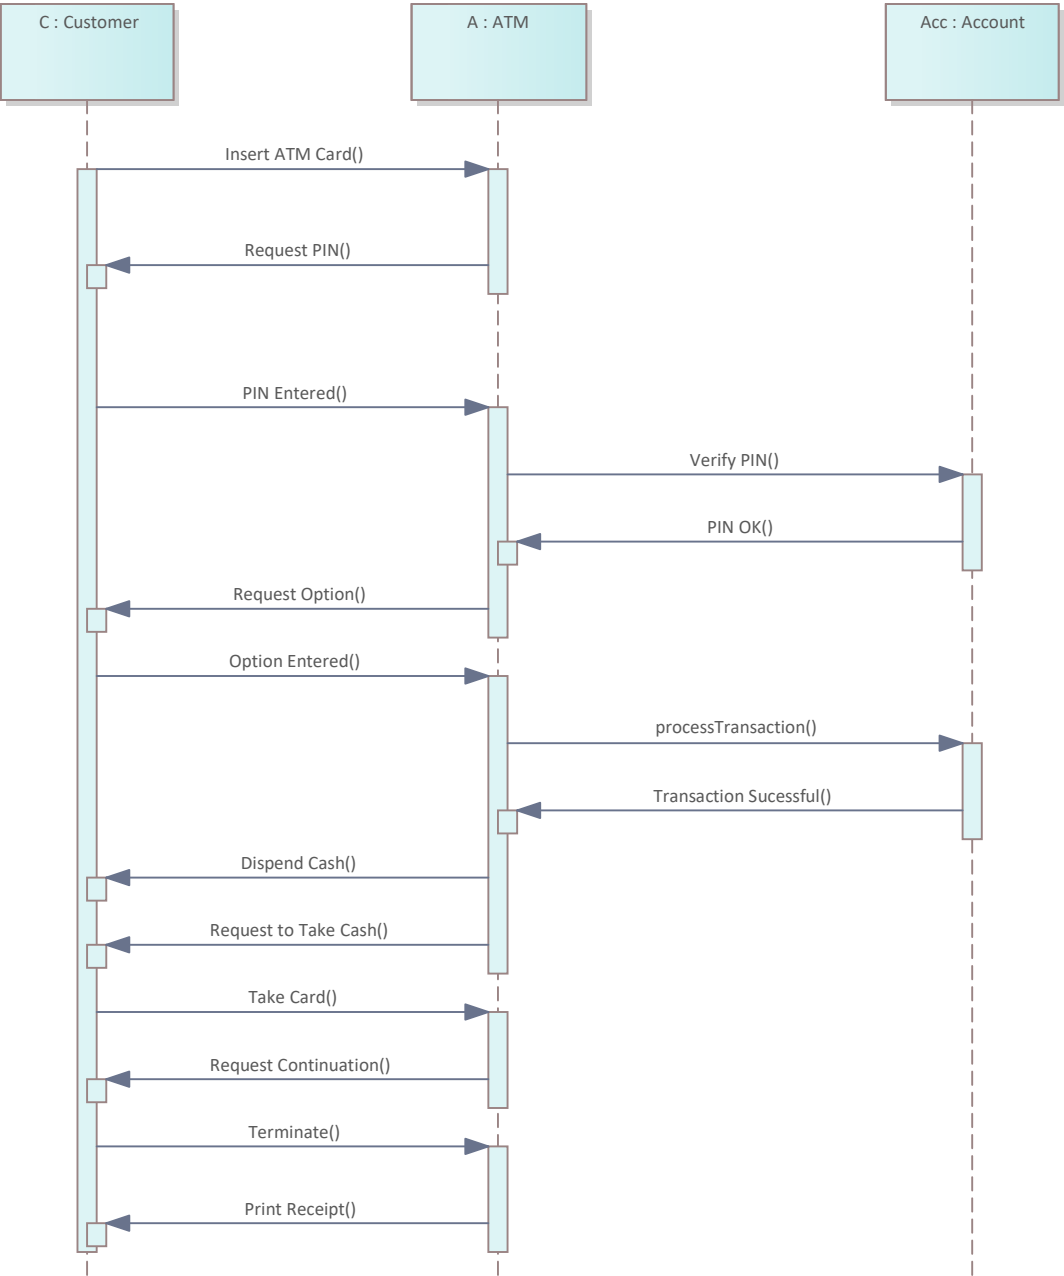 C : Customer
A : ATM
Acc : Account
Insert ATM Card()
Request PIN()
PIN Entered()
Verify PIN()
PIN OK()
Request Option()
Option Entered()
processTransaction()
Transaction Sucessful()
Dispend Cash()
Request to Take Cash()
Take Card()
Request Continuation()
Terminate()
Print Receipt()